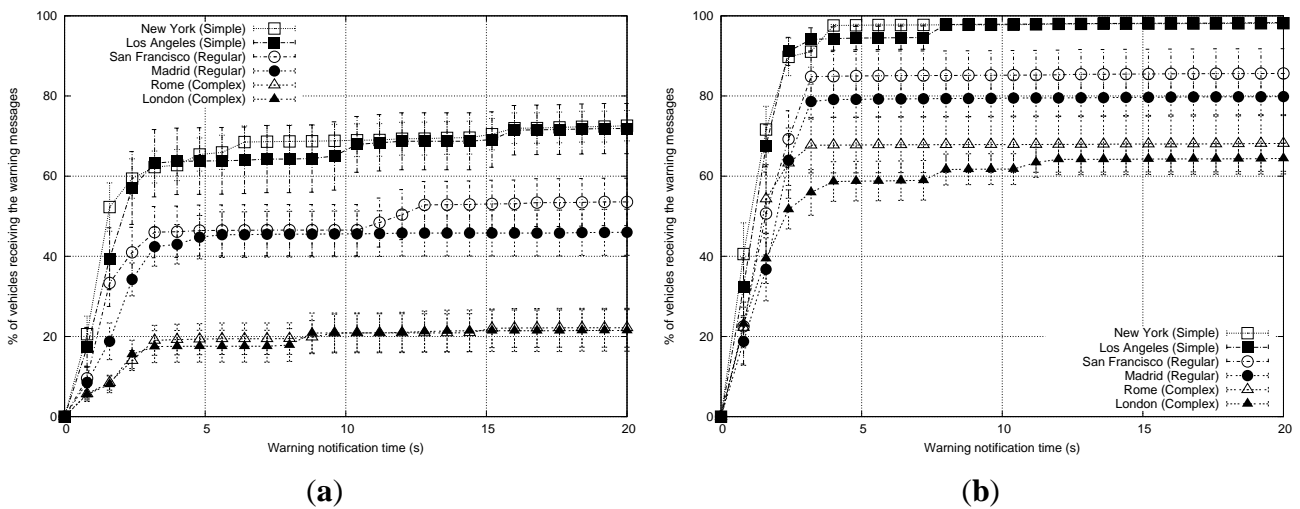 % of vehicles receiving the warning messages
100
80
60
40
20
0
New York (Simple)
Los Angeles (Simple)
San Francisco (Regular)
Madrid (Regular)
Rome (Complex)
London (Complex)
0 5 10 15 20
Warning notification time (s)
(a)
% of vehicles receiving the warning messages
100
80
60
40
20
0
New York (Simple)
Los Angeles (Simple)
San Francisco (Regular)
Madrid (Regular)
Rome (Complex)
London (Complex)
0 5 10 15 20
Warning notification time (s)
(b)